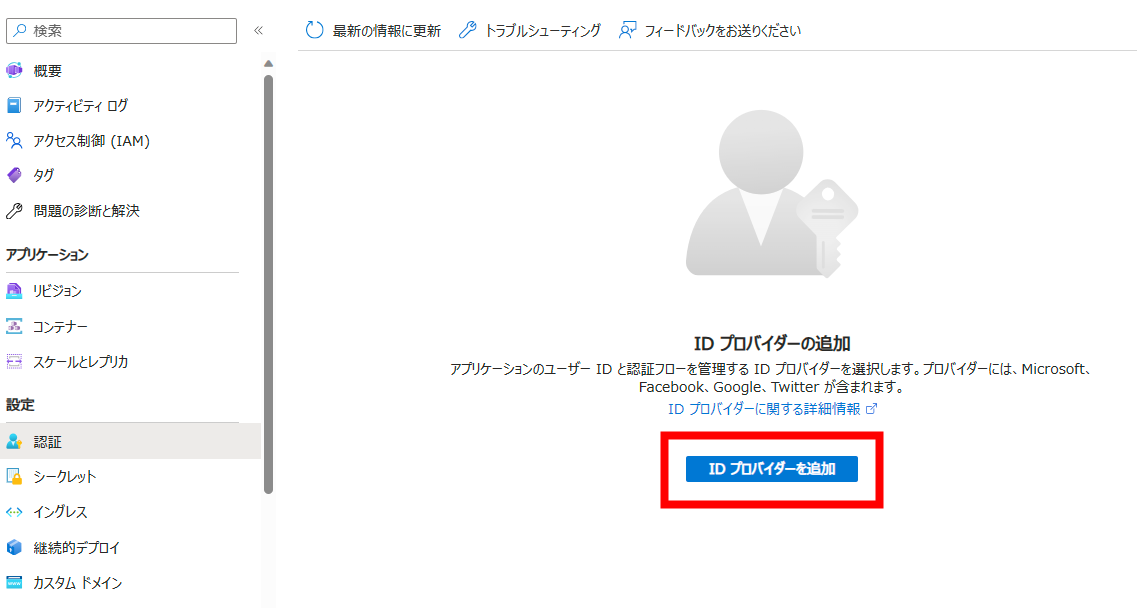 検索
«
最新の情報に更新
トラブルシューティング
フィードバックをお送りください
概要
アクティビティ ログ
アクセス制御 (IAM)
タグ
問題の診断と解決
アプリケーション
リビジョン
コンテナー
スケールとレプリカ
設定
認証
シークレット
イングレス
継続的デプロイ
カスタム ドメイン
ID プロバイダーの追加
アプリケーションのユーザー ID と認証フローを管理する ID プロバイダーを選択します。プロバイダーには、Microsoft、
Facebook、Google、Twitter が含まれます。
ID プロバイダーに関する詳細情報
ID プロバイダーを追加